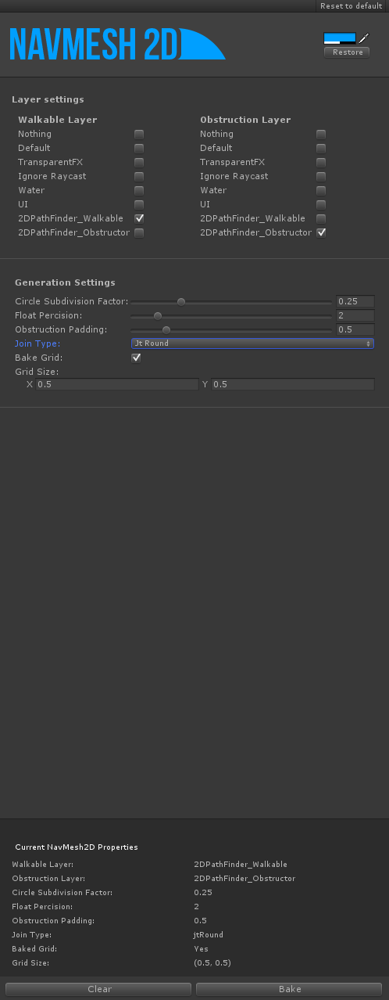 Reset to default
NAVMESH 2D
Restore
Layer settings
Walkable Layer Obstruction Layer
Nothing Nothing
Default Default
TransparentFX TransparentFX
Ignore Raycast Ignore Raycast
Water Water
UI UI
2DPathFinder_Walkable 2DPathFinder_Walkable
2DPathFinder_Obstructor 2DPathFinder_Obstructor
Generation Settings
Circle Subdivision Factor: 0.25
Float Percision: 2
Obstruction Padding: 0.5
Join Type: Jt Round
Bake Grid:
Grid Size:
X 0.5 Y 0.5
Current NavMesh2D Properties
Walkable Layer: 2DPathFinder_Walkable
Obstruction Layer: 2DPathFinder_Obstructor
Circle Subdivision Factor: 0.25
Float Percision: 2
Obstruction Padding: 0.5
Join Type: jtRound
Baked Grid: Yes
Grid Size: (0.5, 0.5)
Clear Bake